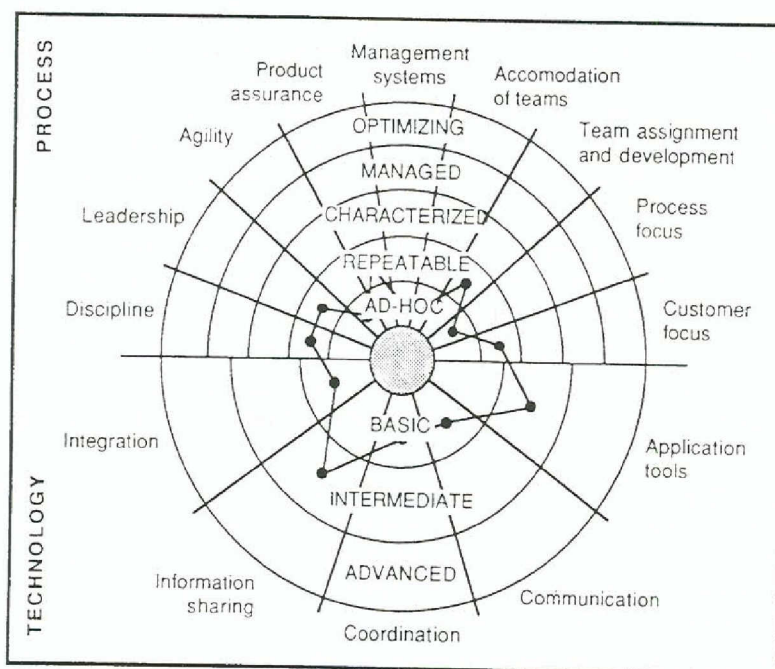 PROCESS
Management
systems
Product
assurance
Accomodation
of teams
Agility
Team assignment
and development
Leadership
Process
focus
Discipline
Customer
focus
OPTIMIZING
MANAGED
CHARACTERIZED
REPEATABLE
AD-HOC
BASIC
INTERMEDIATE
ADVANCED
TECHNOLOGY
Integration
Application
tools
Information
sharing
Communication
Coordination